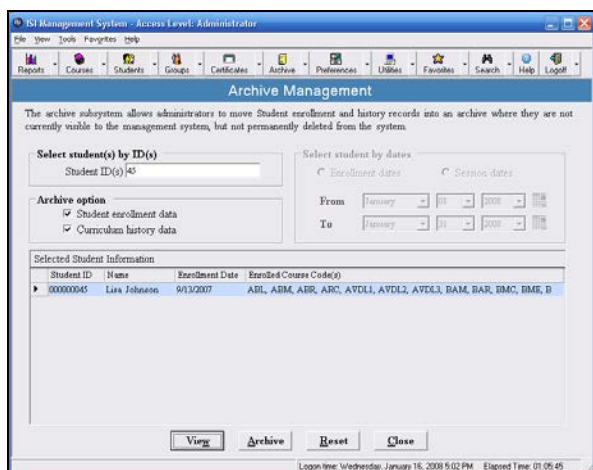 ISI Management System - Access Level: Administrator
File View Tools Favorites Help
Reports Courses Students Groups Certificates Archive Preferences Utilities Favorites Search Help Logoff
Archive Management
The archive subsystem allows administrators to move Student enrollment and history records into an archive where they are not
currently visible to the management system, but not permanently deleted from the system.
Select student(s) by ID(s)
Student ID(s) 45
Select student by dates
Enrollment dates Session dates
From January 01 2008
To January 31 2008
Archive option
Student enrollment data
Curriculum history data
Selected Student Information
Student ID Name Enrollment Date Enrolled Course Code(s)
000000045 Lisa Johnson 9/13/2007 ABL, ABM, ABR, ARC, AVDL1, AVDL2, AVDL3, BAM, BAR, BMC, BME, B
View Archive Reset Close
Logon time: Wednesday, January 16, 2008 5:02 PM Elapsed Time: 01:05:45